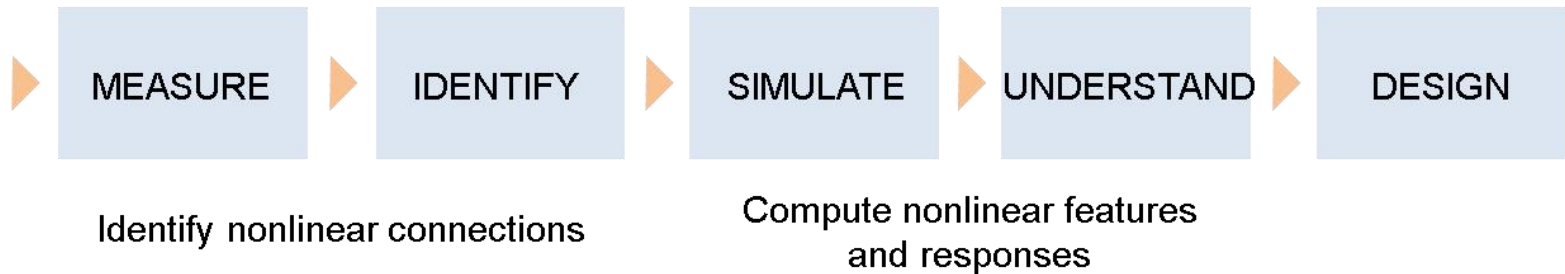 MEASURE IDENTIFY SIMULATE UNDERSTAND DESIGN
Identify nonlinear connections
Compute nonlinear features
and responses